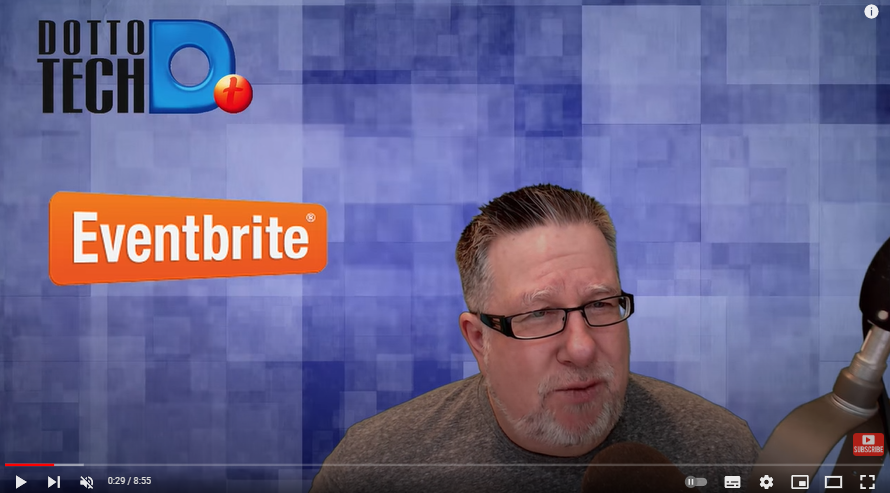 DOTTO
TECH
Eventbrite®
SUBSCRIBE
0:29 / 8:55